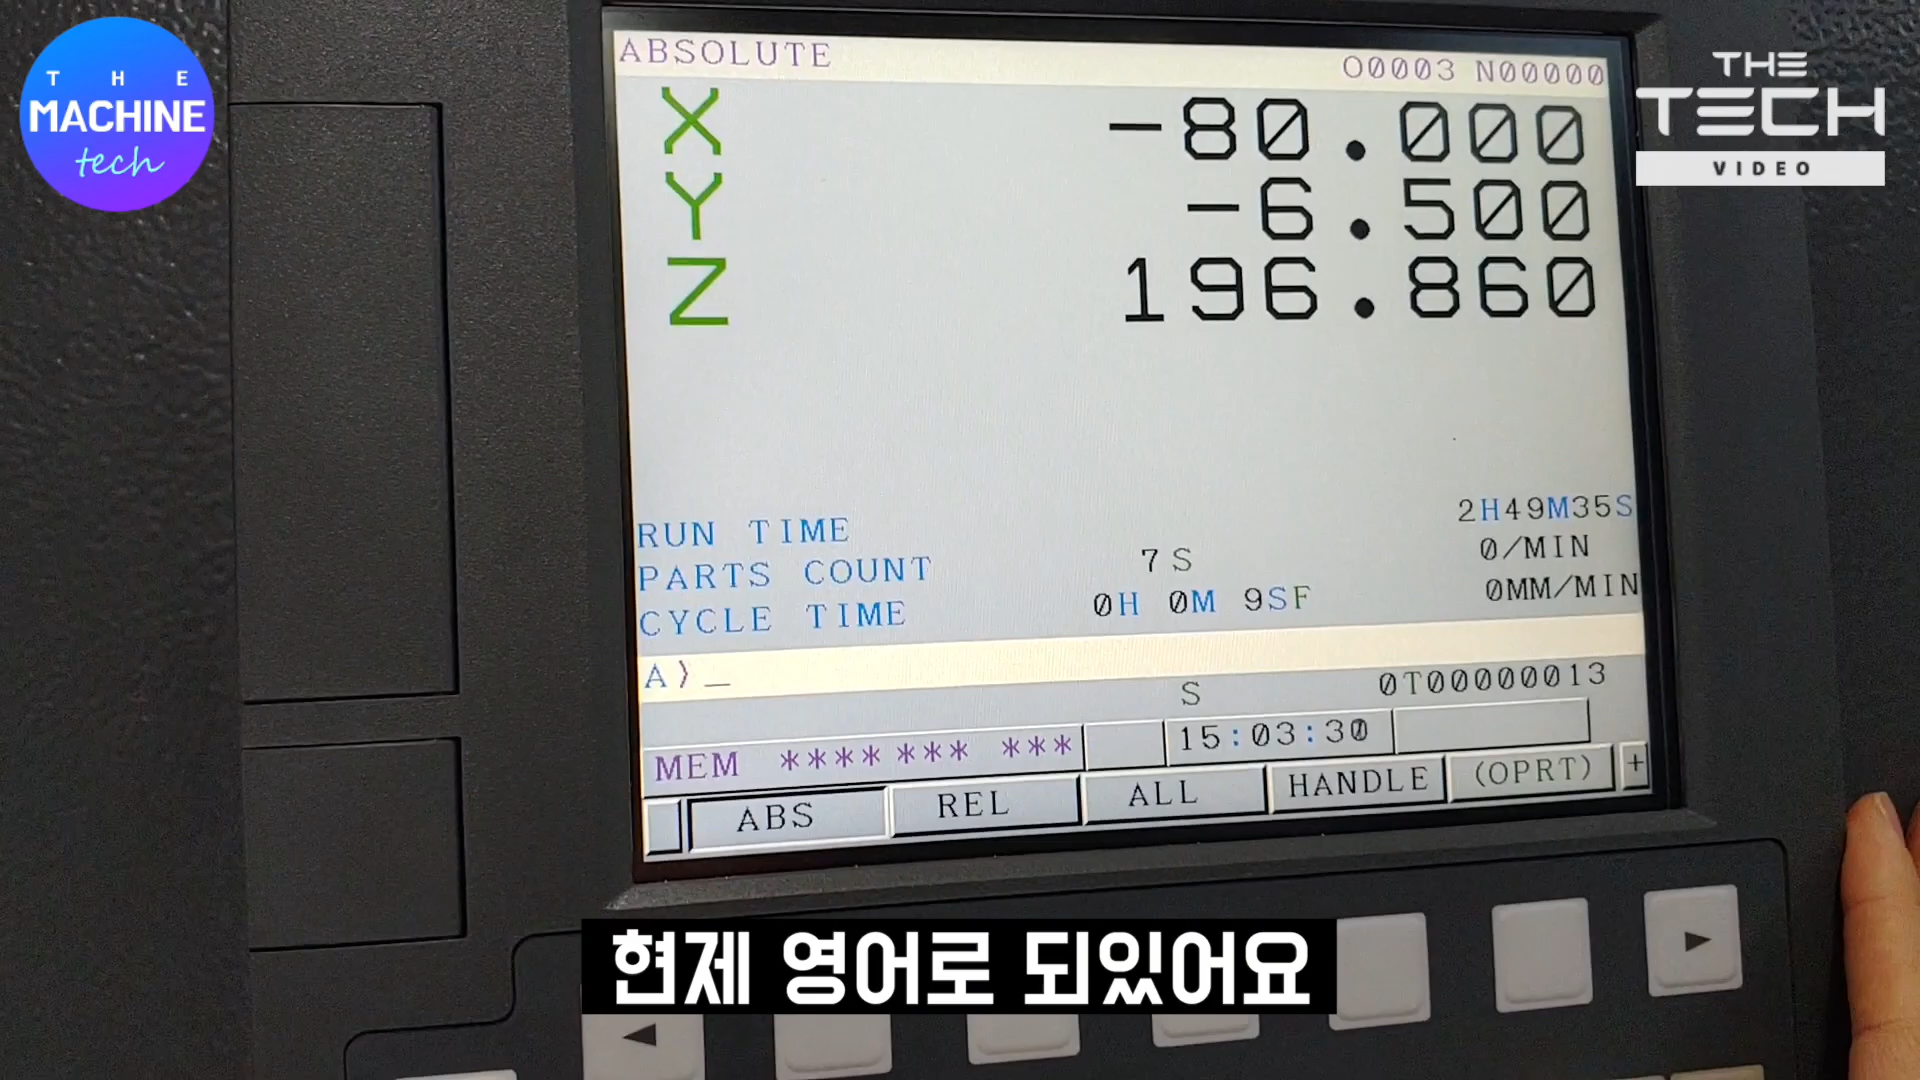 THE
MACHINE
tech
THE
TECH
VIDEO
ABSOLUTE O0003 N00000
X -80.000
Y -6.500
Z 196.860
RUN TIME 2H49M35S
PARTS COUNT 7S 0/MIN
CYCLE TIME 0H 0M 9SF 0MM/MIN
A)_
S 0T00000013
MEM **** *** *** 15:03:30
ABS REL ALL HANDLE (OPRT) +
현제 영어로 되있어요